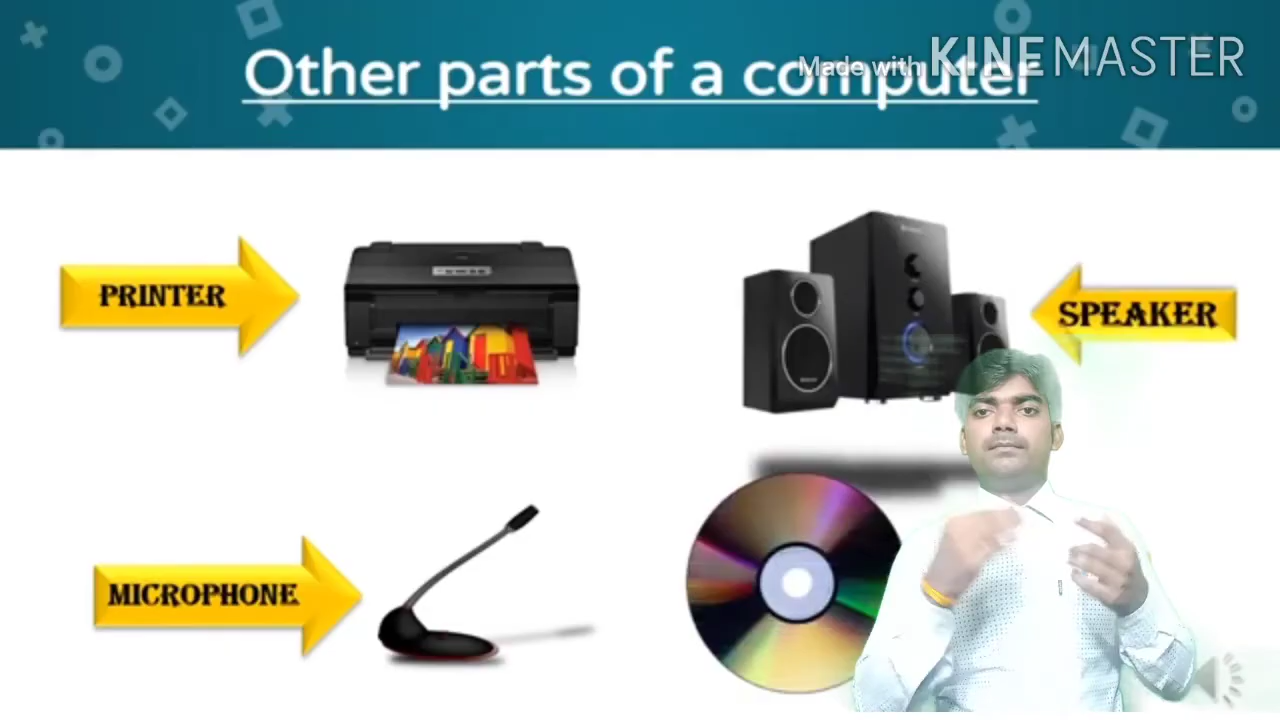 Other parts of a computer
Made with KINEMASTER
PRINTER
SPEAKER
MICROPHONE